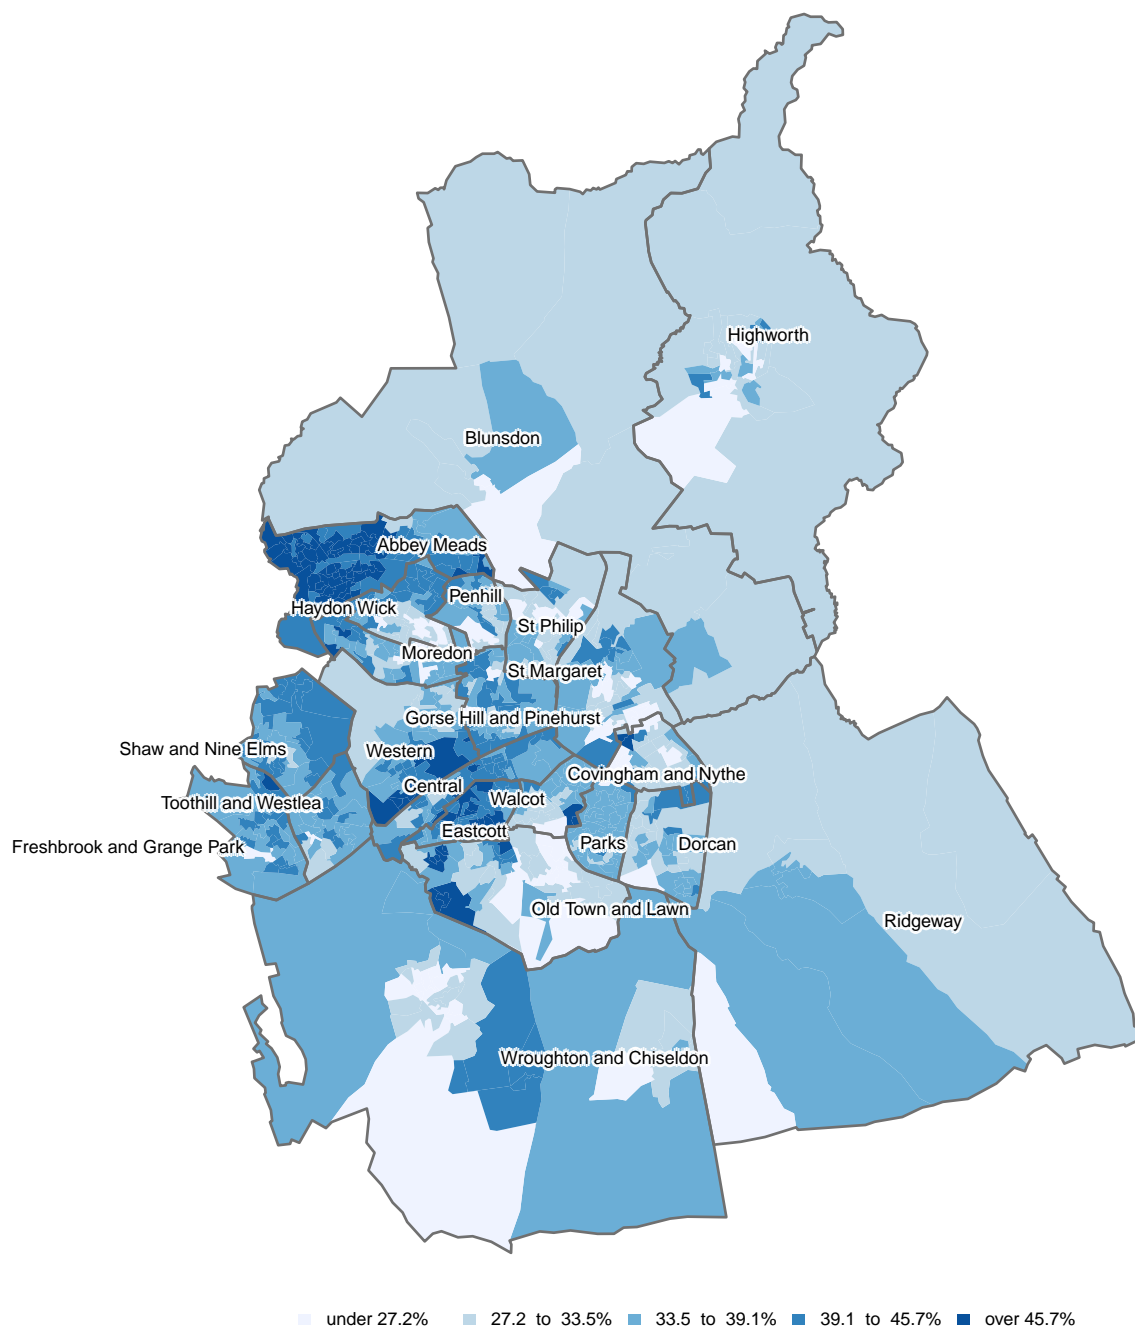 Highworth
Blunsdon
Abbey Meads
Penhill
Haydon Wick
St Philip
Moredon
St Margaret
Gorse Hill and Pinehurst
Shaw and Nine Elms
Western
Covingham and Nythe
Central
Walcot
Toothill and Westlea
Eastcott
Parks
Dorcan
Freshbrook and Grange Park
Old Town and Lawn
Ridgeway
Wroughton and Chiseldon
under 27.2% 27.2 to 33.5% 33.5 to 39.1% 39.1 to 45.7% over 45.7%